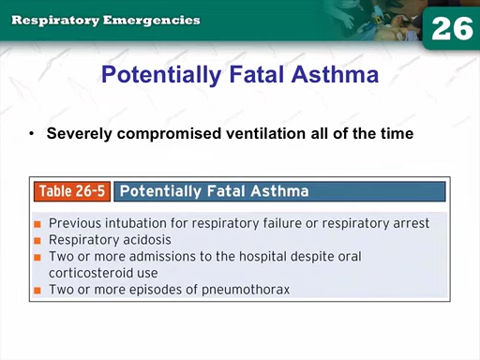 Respiratory Emergencies
26
Potentially Fatal Asthma
• Severely compromised ventilation all of the time
Table 26-5 Potentially Fatal Asthma
Previous intubation for respiratory failure or respiratory arrest
Respiratory acidosis
Two or more admissions to the hospital despite oral
corticosteroid use
Two or more episodes of pneumothorax